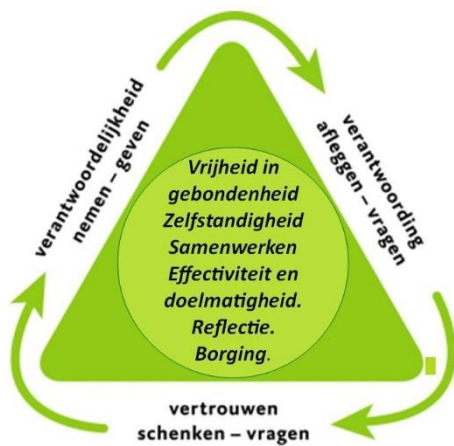 verantwoordelijkheid
nemen – geven
verantwoording
afleggen – vragen
Vrijheid in
gebondenheid
Zelfstandigheid
Samenwerken
Effectiviteit en
doelmatigheid.
Reflectie.
Borging.
vertrouwen
schenken – vragen